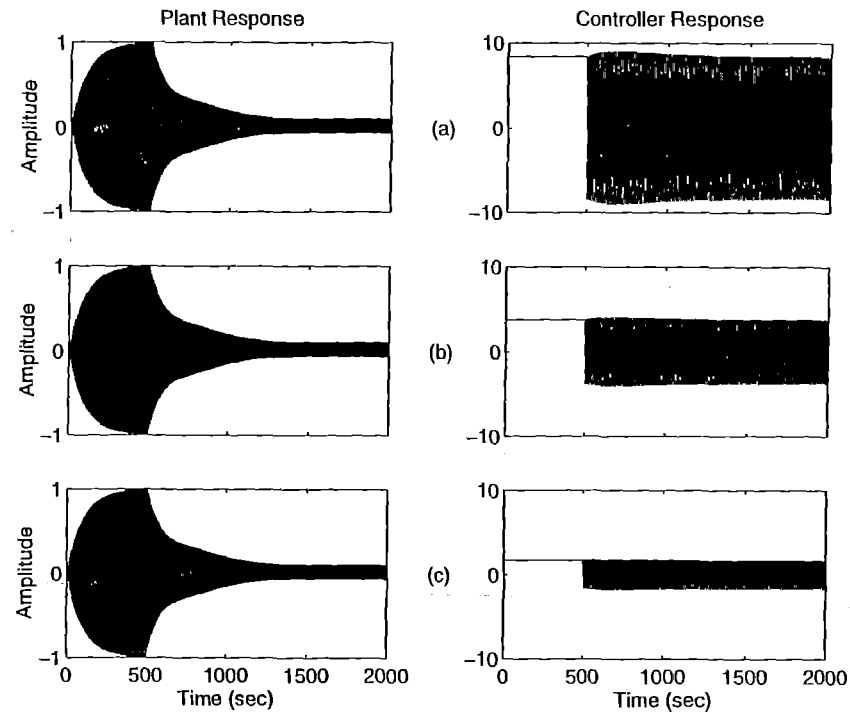 Plant Response
Controller Response
Amplitude
1
0
-1
(a)
10
0
-10
Amplitude
1
0
-1
(b)
10
0
-10
Amplitude
1
0
-1
0 500 1000 1500 2000
Time (sec)
(c)
10
0
-10
0 500 1000 1500 2000
Time (sec)